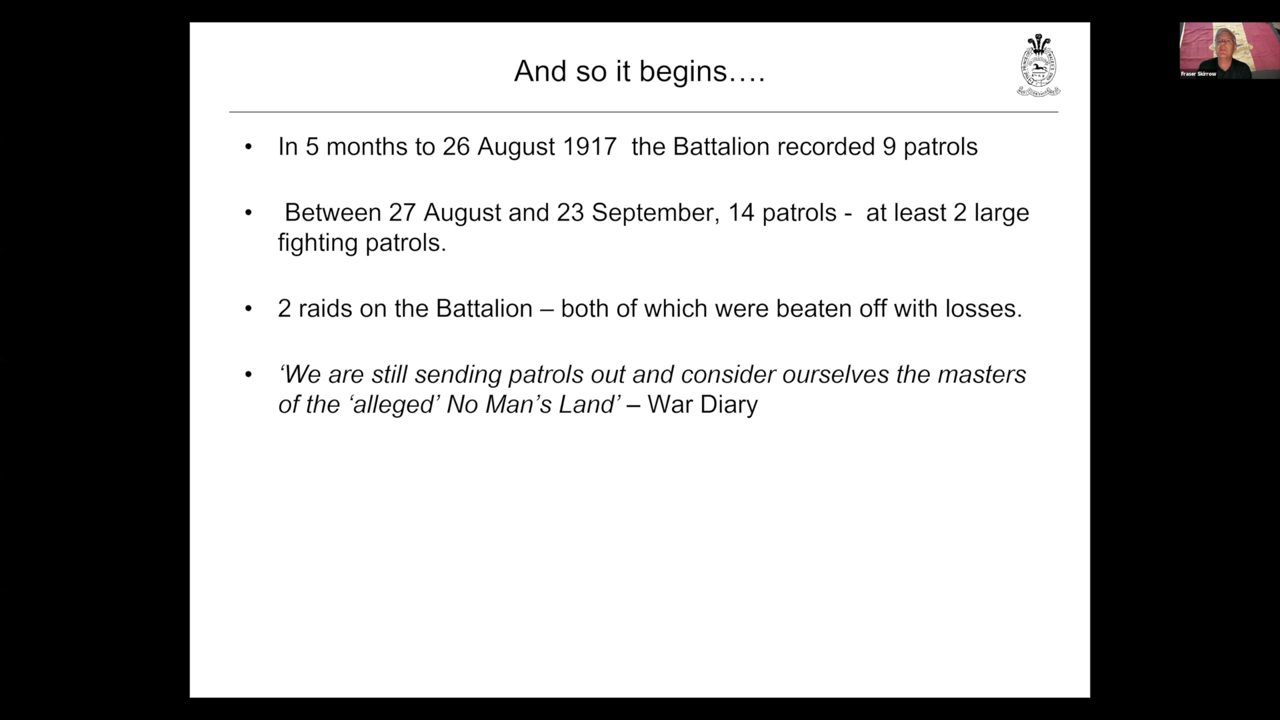 And so it begins….
• In 5 months to 26 August 1917 the Battalion recorded 9 patrols
• Between 27 August and 23 September, 14 patrols - at least 2 large
fighting patrols.
• 2 raids on the Battalion – both of which were beaten off with losses.
• ‘We are still sending patrols out and consider ourselves the masters
of the ‘alleged’ No Man’s Land’ – War Diary
Fraser Skirrow